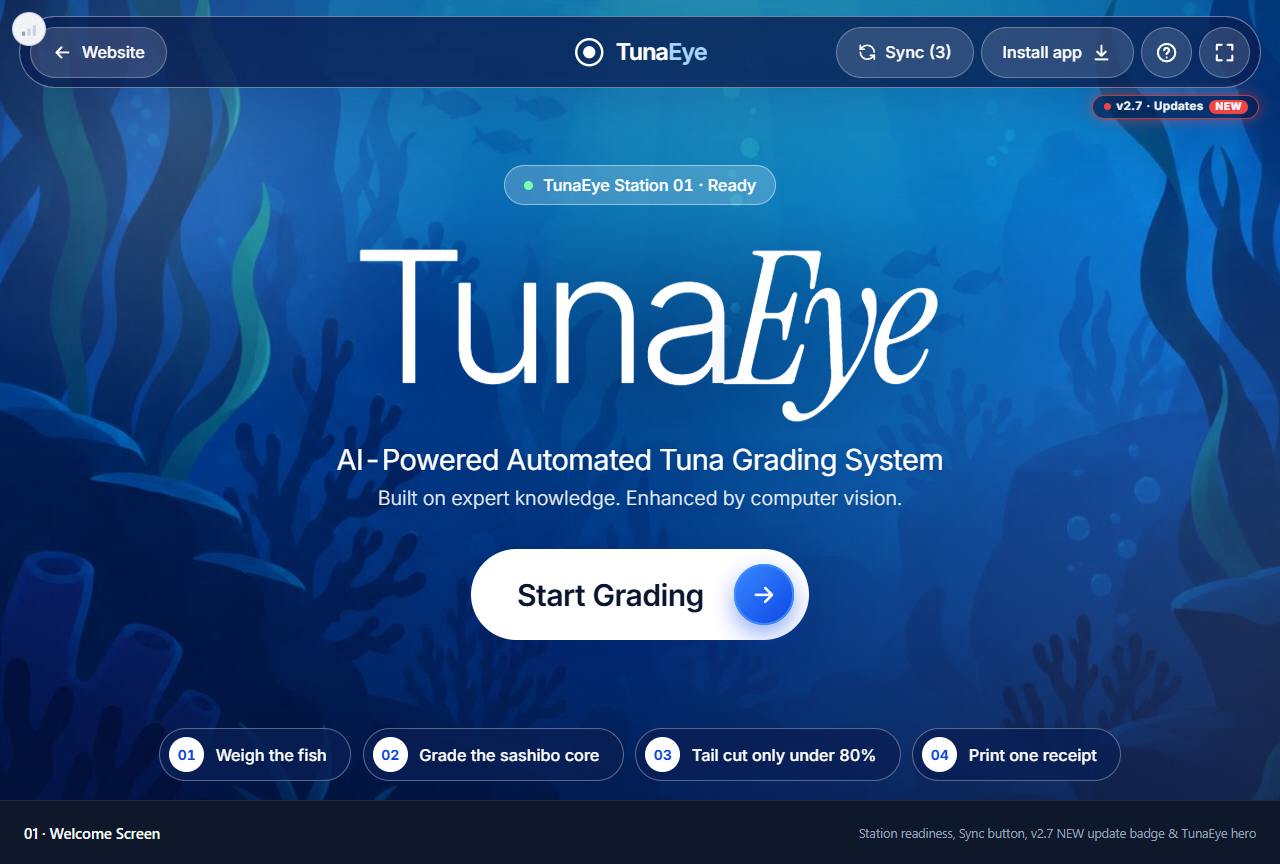 Website
TunaEye
Sync (3)
Install app
v2.7 · Updates NEW
TunaEye Station 01 · Ready
TunaEye
AI-Powered Automated Tuna Grading System
Built on expert knowledge. Enhanced by computer vision.
Start Grading
01 Weigh the fish
02 Grade the sashibo core
03 Tail cut only under 80%
04 Print one receipt
01 · Welcome Screen
Station readiness, Sync button, v2.7 NEW update badge & TunaEye hero